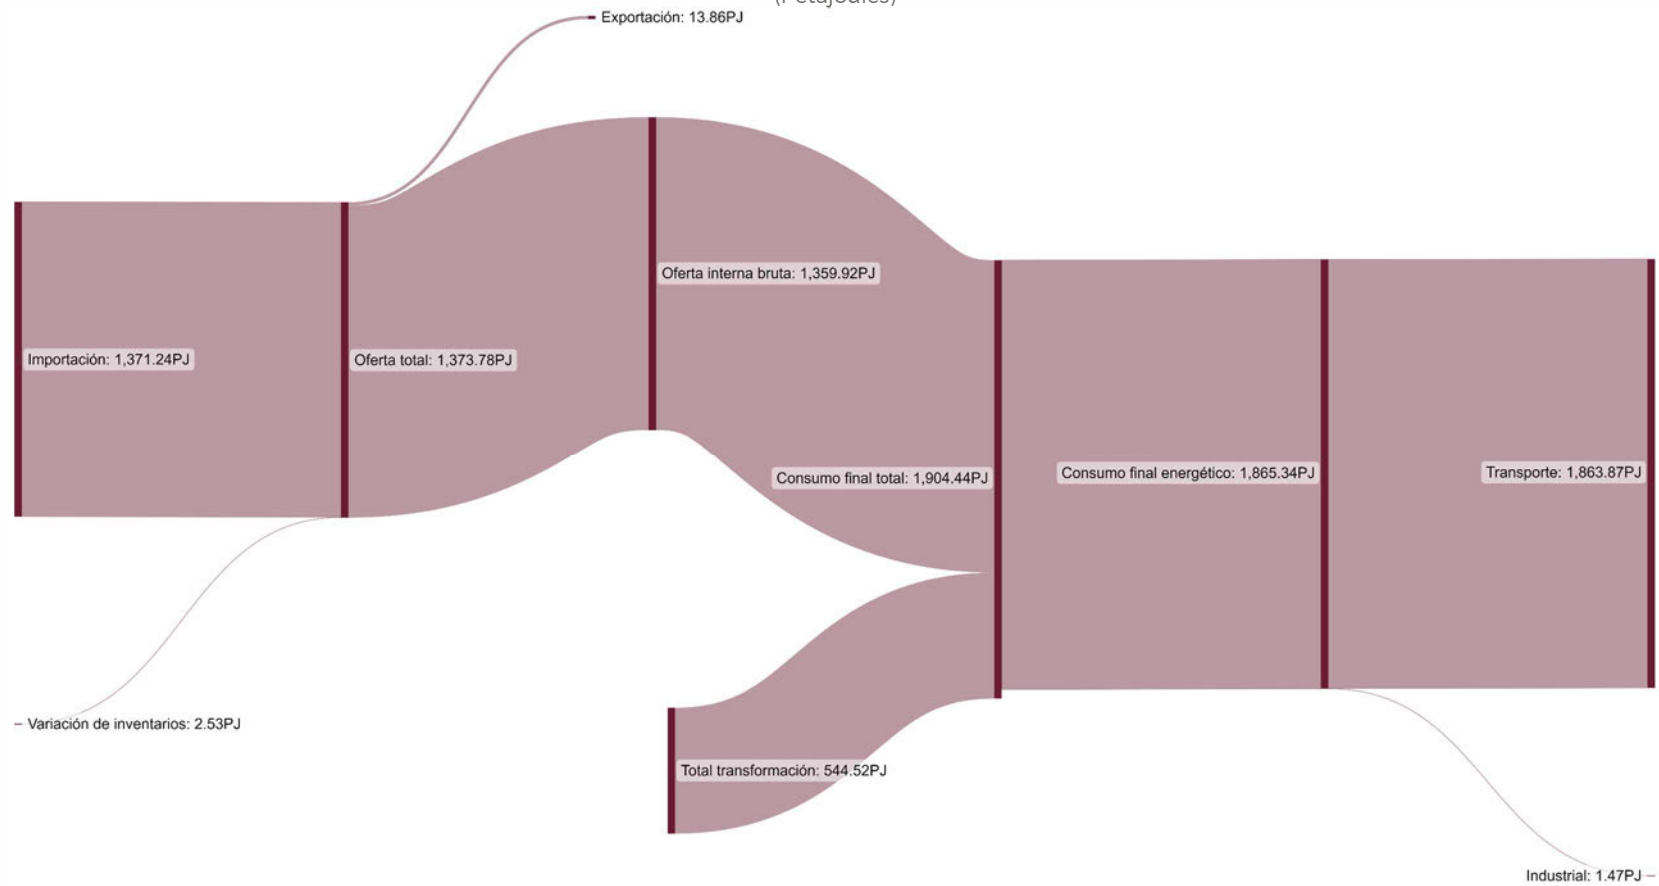 (Petajoules)
Exportación: 13.86PJ
Oferta interna bruta: 1,359.92PJ
Importación: 1,371.24PJ
Oferta total: 1,373.78PJ
Consumo final total: 1,904.44PJ
Consumo final energético: 1,865.34PJ
Transporte: 1,863.87PJ
Variación de inventarios: 2.53PJ
Total transformación: 544.52PJ
Industrial: 1.47PJ